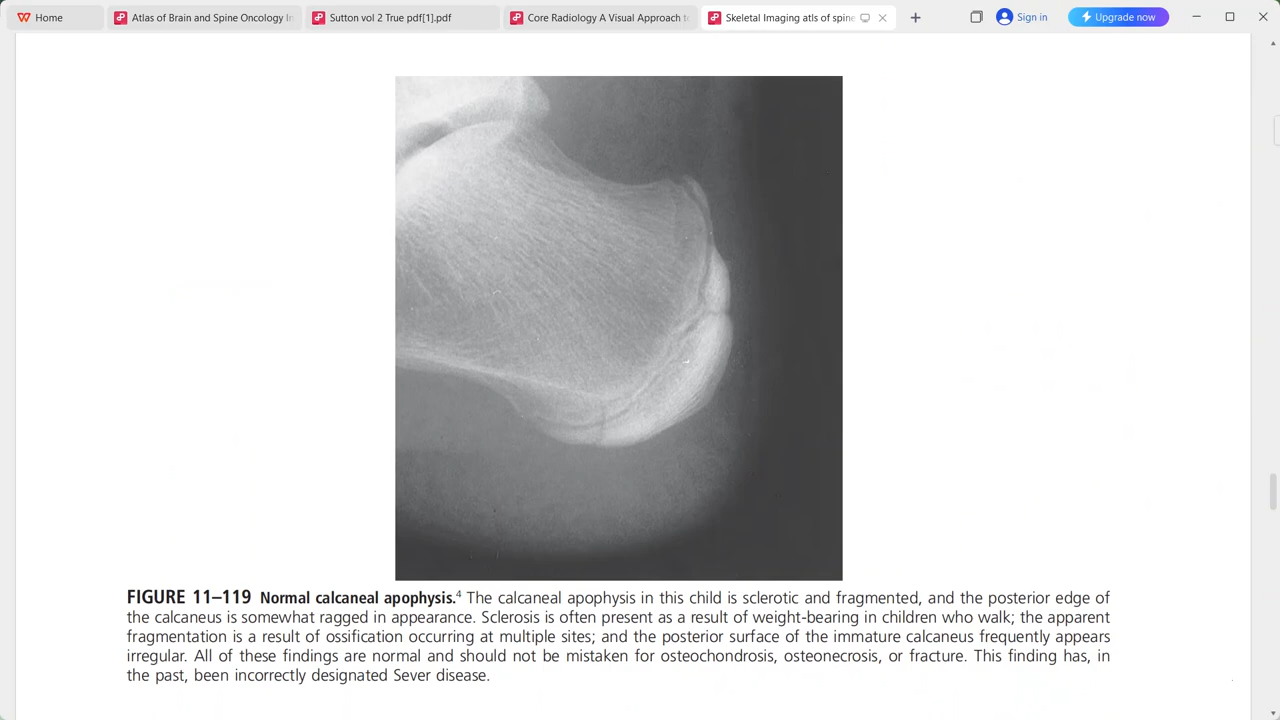 Home
Atlas of Brain and Spine Oncology I
Sutton vol 2 True pdf[1].pdf
Core Radiology A Visual Approach to
Skeletal Imaging atls of spine
Sign in
Upgrade now
FIGURE 11–119 Normal calcaneal apophysis.4 The calcaneal apophysis in this child is sclerotic and fragmented, and the posterior edge of
the calcaneus is somewhat ragged in appearance. Sclerosis is often present as a result of weight-bearing in children who walk; the apparent
fragmentation is a result of ossification occurring at multiple sites; and the posterior surface of the immature calcaneus frequently appears
irregular. All of these findings are normal and should not be mistaken for osteochondrosis, osteonecrosis, or fracture. This finding has, in
the past, been incorrectly designated Sever disease.